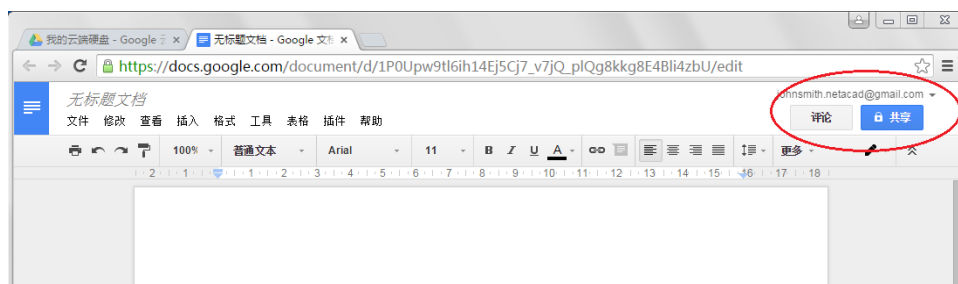 我的云端硬盘 - Google 无标题文档 - Google 文
https://docs.google.com/document/d/1P0Upw9tl6ih14Ej5Cj7_v7jQ_plQg8kkg8E4Bli4zbU/edit
无标题文档 johnsmith.netacad@gmail.com
文件 修改 查看 插入 格式 工具 表格 插件 帮助 评论 共享
100% 普通文本 Arial 11 B I U A 更多
2 1 1 2 3 4 5 6 7 8 9 10 11 12 13 14 15 16 17 18